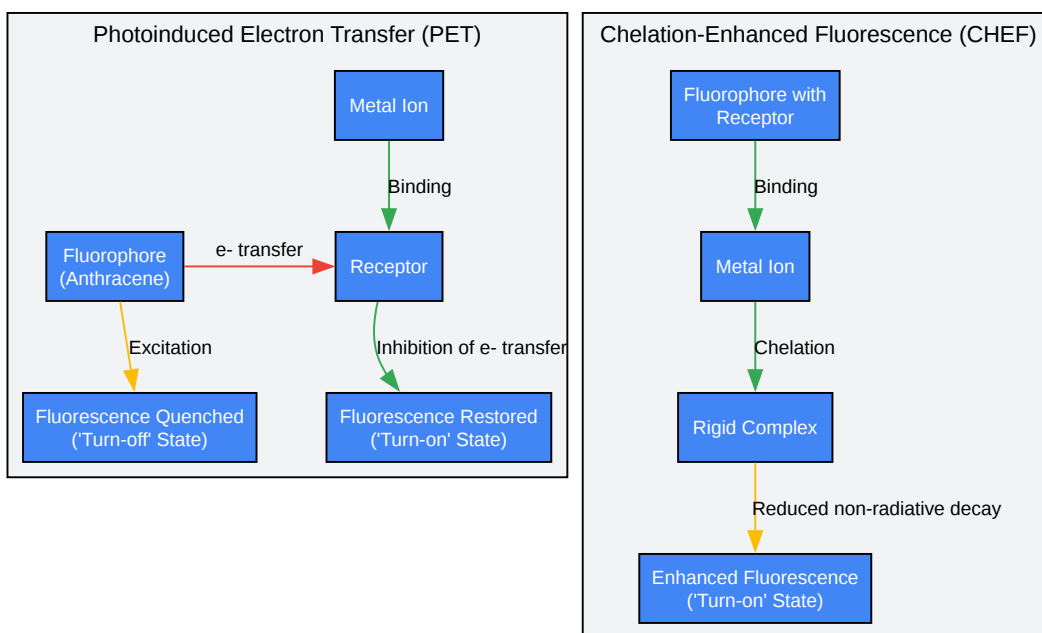 Photoinduced Electron Transfer (PET)
Metal Ion
Binding
Fluorophore
(Anthracene)
e- transfer
Receptor
Excitation
Inhibition of e- transfer
Fluorescence Quenched
('Turn-off' State)
Fluorescence Restored
('Turn-on' State)
Chelation-Enhanced Fluorescence (CHEF)
Fluorophore with
Receptor
Binding
Metal Ion
Chelation
Rigid Complex
Reduced non-radiative decay
Enhanced Fluorescence
('Turn-on' State)